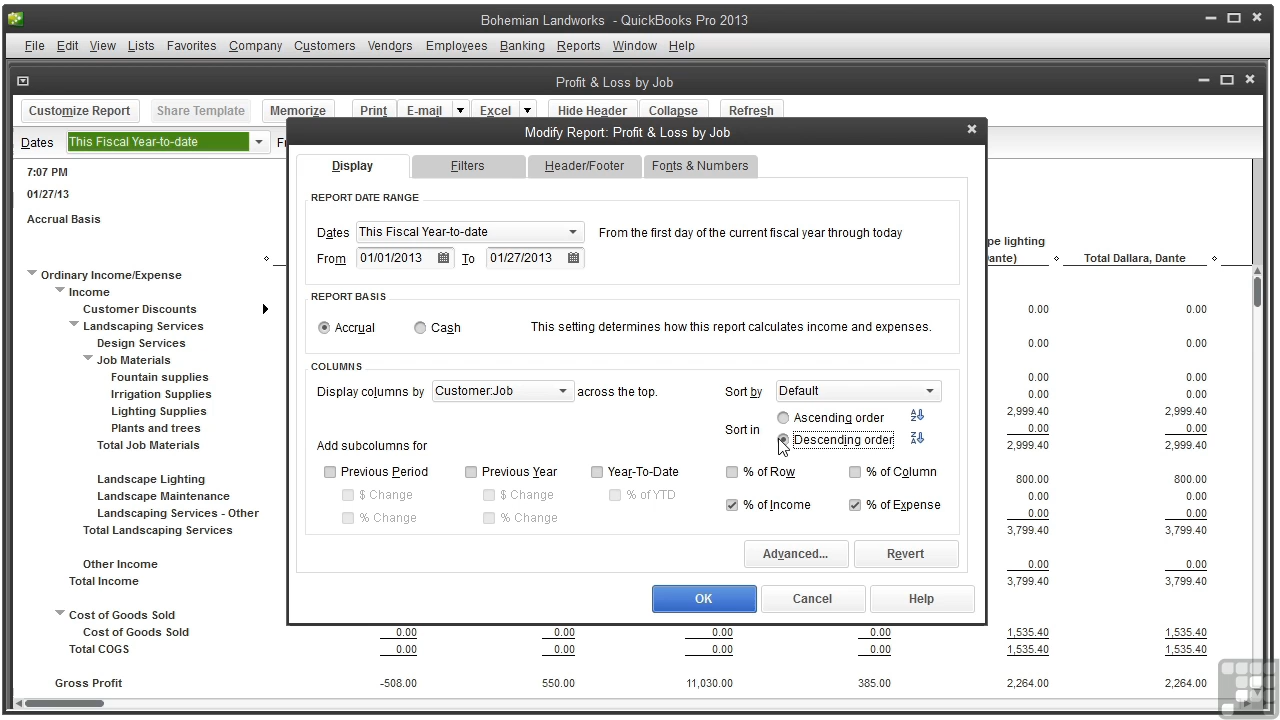 Bohemian Landworks - QuickBooks Pro 2013
File Edit View Lists Favorites Company Customers Vendors Employees Banking Reports Window Help
Profit & Loss by Job
Customize Report Share Template Memorize Print E-mail Excel Hide Header Collapse Refresh
Dates This Fiscal Year-to-date
Modify Report: Profit & Loss by Job
Display Filters Header/Footer Fonts & Numbers
7:07 PM
01/27/13
Accrual Basis
REPORT DATE RANGE
Dates This Fiscal Year-to-date From the first day of the current fiscal year through today
From 01/01/2013 To 01/27/2013
REPORT BASIS
Accrual Cash This setting determines how this report calculates income and expenses.
COLUMNS
Display columns by Customer:Job across the top. Sort by Default
Sort in Ascending order
Descending order
Add subcolumns for
Previous Period Previous Year Year-To-Date % of Row % of Column
$ Change $ Change % of YTD % of Income % of Expense
% Change % Change
Advanced... Revert
OK Cancel Help
pe lighting
ante) Total Dallara, Dante
Ordinary Income/Expense
Income
Customer Discounts 0.00 0.00
Landscaping Services
Design Services 0.00 0.00
Job Materials
Fountain supplies 0.00 0.00
Irrigation Supplies 0.00 0.00
Lighting Supplies 2,999.40 2,999.40
Plants and trees 0.00 0.00
Total Job Materials 2,999.40 2,999.40
Landscape Lighting 800.00 800.00
Landscape Maintenance 0.00 0.00
Landscaping Services - Other 0.00 0.00
Total Landscaping Services 3,799.40 3,799.40
Other Income 0.00 0.00
Total Income 3,799.40 3,799.40
Cost of Goods Sold
Cost of Goods Sold 0.00 0.00 0.00 0.00 1,535.40 1,535.40
Total COGS 0.00 0.00 0.00 0.00 1,535.40 1,535.40
Gross Profit -508.00 550.00 11,030.00 385.00 2,264.00 2,264.00